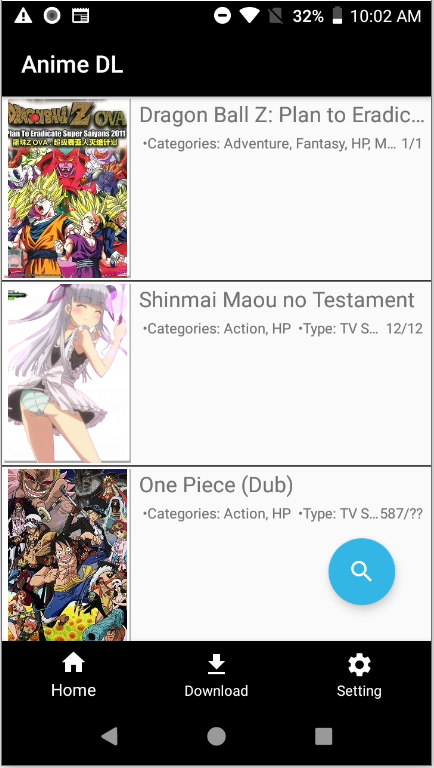 32% 10:02 AM
Anime DL
DRAGONBALL Z OVA
Plan To Eradicate Super Saiyans 2011
Dragon Ball Z: Plan to Eradic...
•Categories: Adventure, Fantasy, HP, M... 1/1
Shinmai Maou no Testament
•Categories: Action, HP •Type: TV S... 12/12
One Piece (Dub)
•Categories: Action, HP •Type: TV S... 587/??
Home
Download
Setting